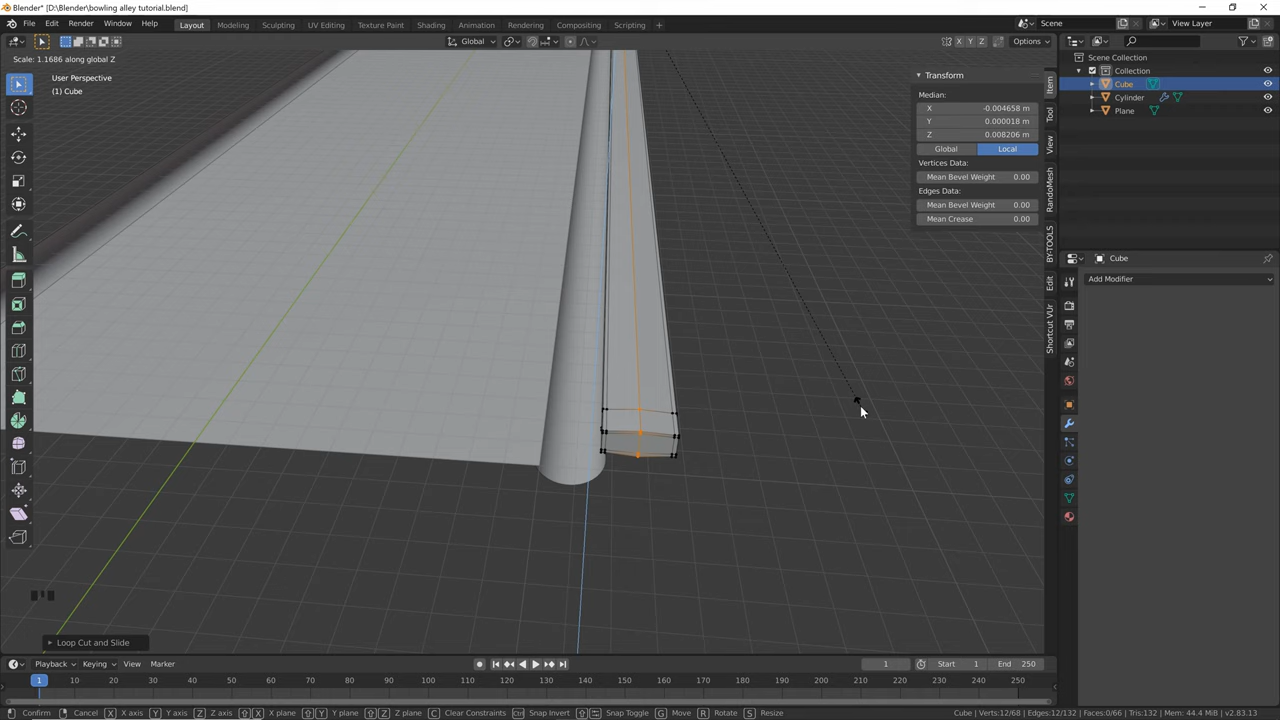 Blender* [D:\Blender\bowling alley tutorial.blend]
File Edit Render Window Help Layout Modeling Sculpting UV Editing Texture Paint Shading Animation Rendering Compositing Scripting + Scene View Layer
Global X Y Z Options
Scale: 1.1686 along global Z
User Perspective
(1) Cube
Scene Collection
Collection
Cube
Cylinder
Plane
Transform
Median:
X -0.004658 m
Y 0.000018 m
Z 0.008206 m
Global Local
Vertices Data:
Mean Bevel Weight 0.00
Edges Data:
Mean Bevel Weight 0.00
Mean Crease 0.00
Item
Tool
View
RandoMesh
BY-TOOLS
Edit
Shortcut VUr
Cube
Add Modifier
Loop Cut and Slide
Playback Keying View Marker 1 Start 1 End 250
1 10 20 30 40 50 60 70 80 90 100 110 120 130 140 150 160 170 180 190 200 210 220 230 240 250
Confirm Cancel X X axis Y Y axis Z Z axis X X plane Y Y plane Z Z plane C Clear Constraints Ctrl Snap Invert Snap Toggle G Move R Rotate S Resize Cube | Verts:12/68 | Edges:12/132 | Faces:0/66 | Tris:132 | Mem: 44.4 MiB | v2.83.13